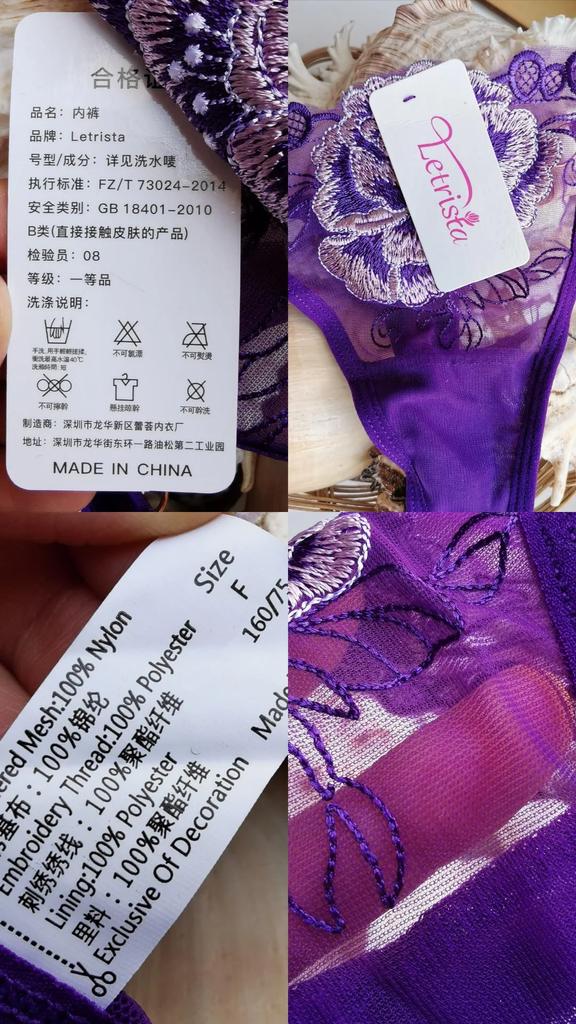 合格证
品名：内裤
品牌：Letrista
号型/成分：详见洗水唛
执行标准：FZ/T 73024-2014
安全类别：GB 18401-2010
B类(直接接触皮肤的产品)
检验员：08
等级：一等品
洗涤说明：
不可氯漂
不可熨烫
不可拧幹
悬挂晾幹
不可幹洗
制造商：深圳市龙华新区蕾荟内衣厂
地址：深圳市龙华街东环一路油松第二工业园
MADE IN CHINA
Letrista
Size
F
160/75
Mesh:100% Nylon
基布：100%锦纶
Embroidery Thread:100% Polyester
刺绣绣线：100%聚酯纤维
Lining:100% Polyester
里料：100%聚酯纤维
Exclusive Of Decoration
Made